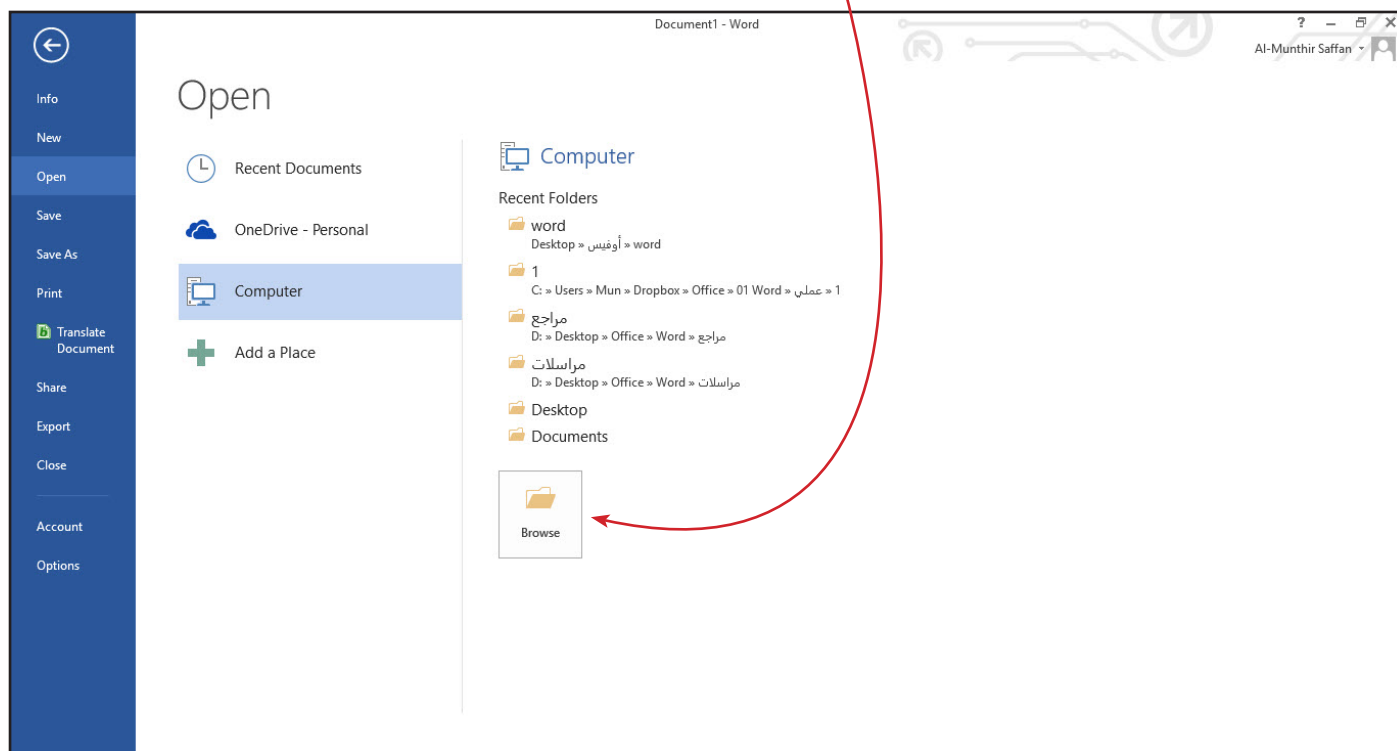 Document1 - Word
?
Al-Munthir Saffan
Info
New
Open
Save
Save As
Print
Translate
Document
Share
Export
Close
Account
Options
Open
Recent Documents
OneDrive - Personal
Computer
Add a Place
Computer
Recent Folders
word
Desktop » أوفيس » word
1
C: » Users » Mun » Dropbox » Office » 01 Word » عملي » 1
مراجع
D: » Desktop » Office » Word » مراجع
مراسلات
D: » Desktop » Office » Word » مراسلات
Desktop
Documents
Browse